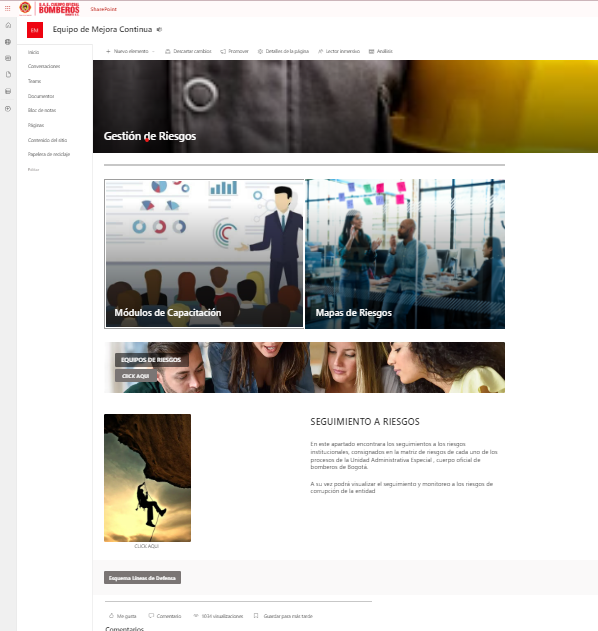 U.A.E. CUERPO OFICIAL
BOMBEROS
SharePoint
EM
Equipo de Mejora Continua
Inicio
Conversaciones
Teams
Documentos
Bloc de notas
Páginas
Contenido del sitio
Papelera de reciclaje
Editar
+ Nuevo elemento
Descartar cambios
Promover
Detalles de la página
Lector inmersivo
Análisis
Gestión de Riesgos
Módulos de Capacitación
Mapas de Riesgos
EQUIPOS DE RIESGOS
CLICK AQUI
SEGUIMIENTO A RIESGOS
En este apartado encontrara los seguimientos a los riesgos
institucionales, consignados en la matriz de riesgos de cada uno de los
procesos de la Unidad Administrativa Especial , cuerpo oficial de
bomberos de Bogotá.
A su vez podrá visualizar el seguimiento y monitoreo a los riesgos de
corrupción de la entidad
CLICK AQUI
Esquema Líneas de Defensa
Me gusta
Comentario
visualizaciones
Guardar para más tarde
Comentarios